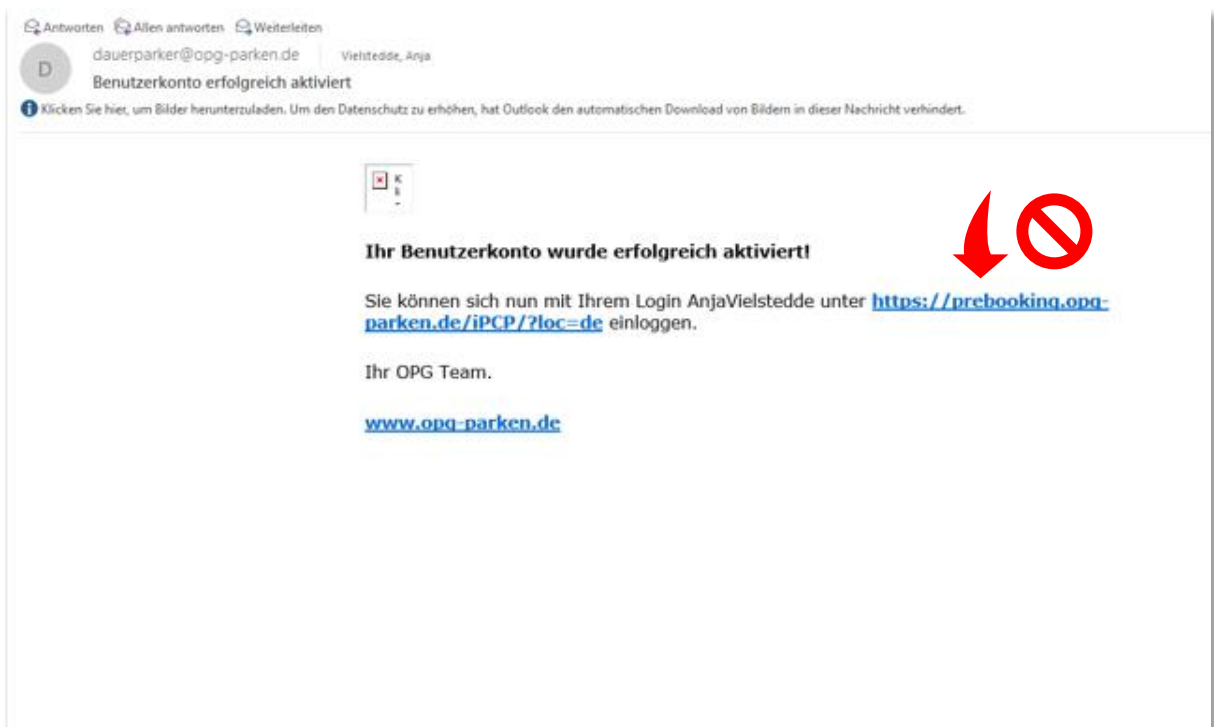 Antworten Allen antworten Weiterleiten
dauerparker@opg-parken.de Vielstedde, Anja
D
Benutzerkonto erfolgreich aktiviert
Klicken Sie hier, um Bilder herunterzuladen. Um den Datenschutz zu erhöhen, hat Outlook den automatischen Download von Bildern in dieser Nachricht verhindert.
K
li
-
Ihr Benutzerkonto wurde erfolgreich aktiviert!
Sie können sich nun mit Ihrem Login AnjaVielstedde unter https://prebooking.opg-
parken.de/iPCP/?loc=de einloggen.
Ihr OPG Team.
www.opg-parken.de